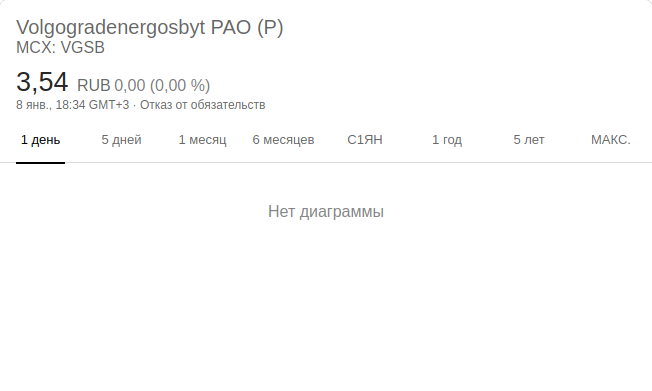 Volgogradenergosbyt PAO (P)
MCX: VGSB
3,54 RUB 0,00 (0,00 %)
8 янв., 18:34 GMT+3 · Отказ от обязательств
1 день 5 дней 1 месяц 6 месяцев С1ЯН 1 год 5 лет МАКС.
Нет диаграммы